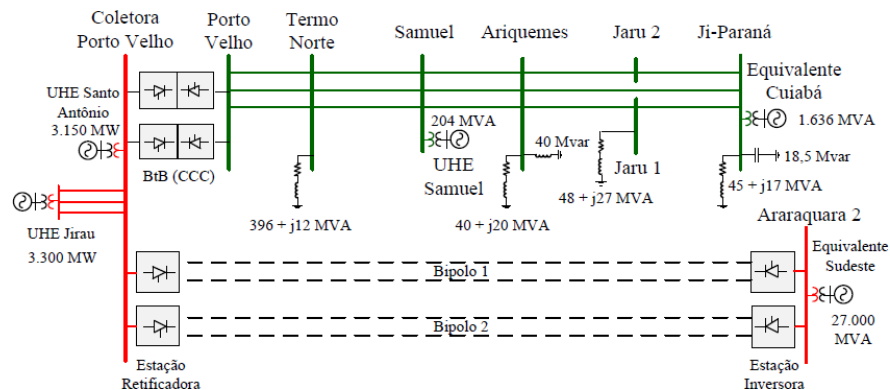 Coletora
Porto Velho
Porto
Velho
Termo
Norte
Samuel
Ariquemes
Jaru 2
Ji-Paraná
UHE Santo
Antônio
3.150 MW
BtB (CCC)
UHE Jirau
3.300 MW
204 MVA
UHE
Samuel
40 Mvar
Jaru 1
Equivalente
Cuiabá
1.636 MVA
18,5 Mvar
396 + j12 MVA
40 + j20 MVA
48 + j27 MVA
45 + j17 MVA
Araraquara 2
Equivalente
Sudeste
27.000
MVA
Bipolo 1
Bipolo 2
Estação
Retificadora
Estação
Inversora